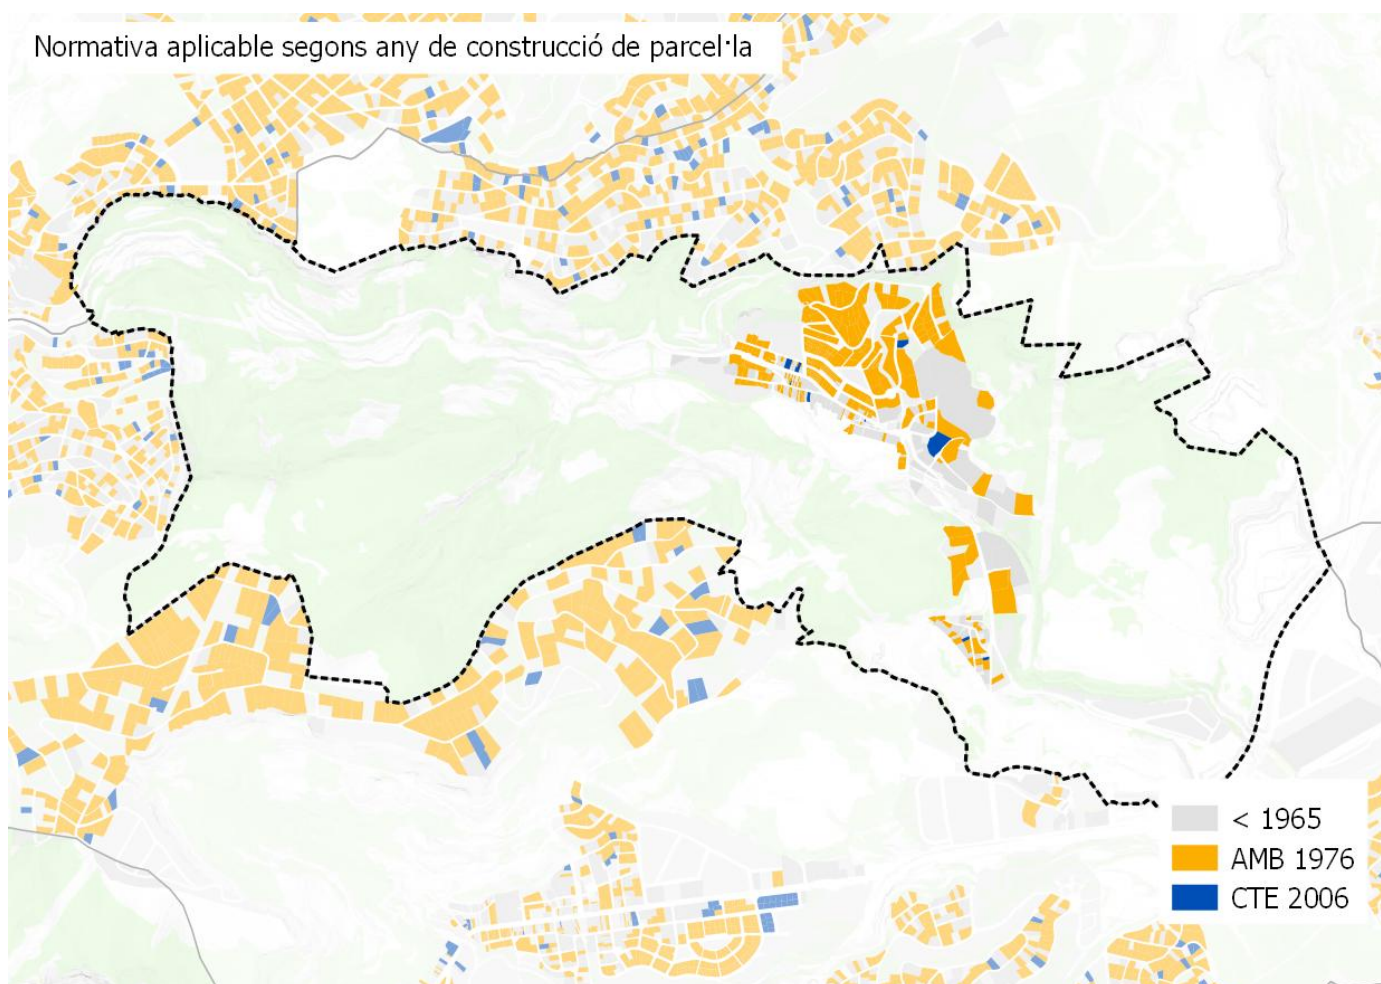 Normativa aplicable segons any de construcció de parcel·la
< 1965
AMB 1976
CTE 2006